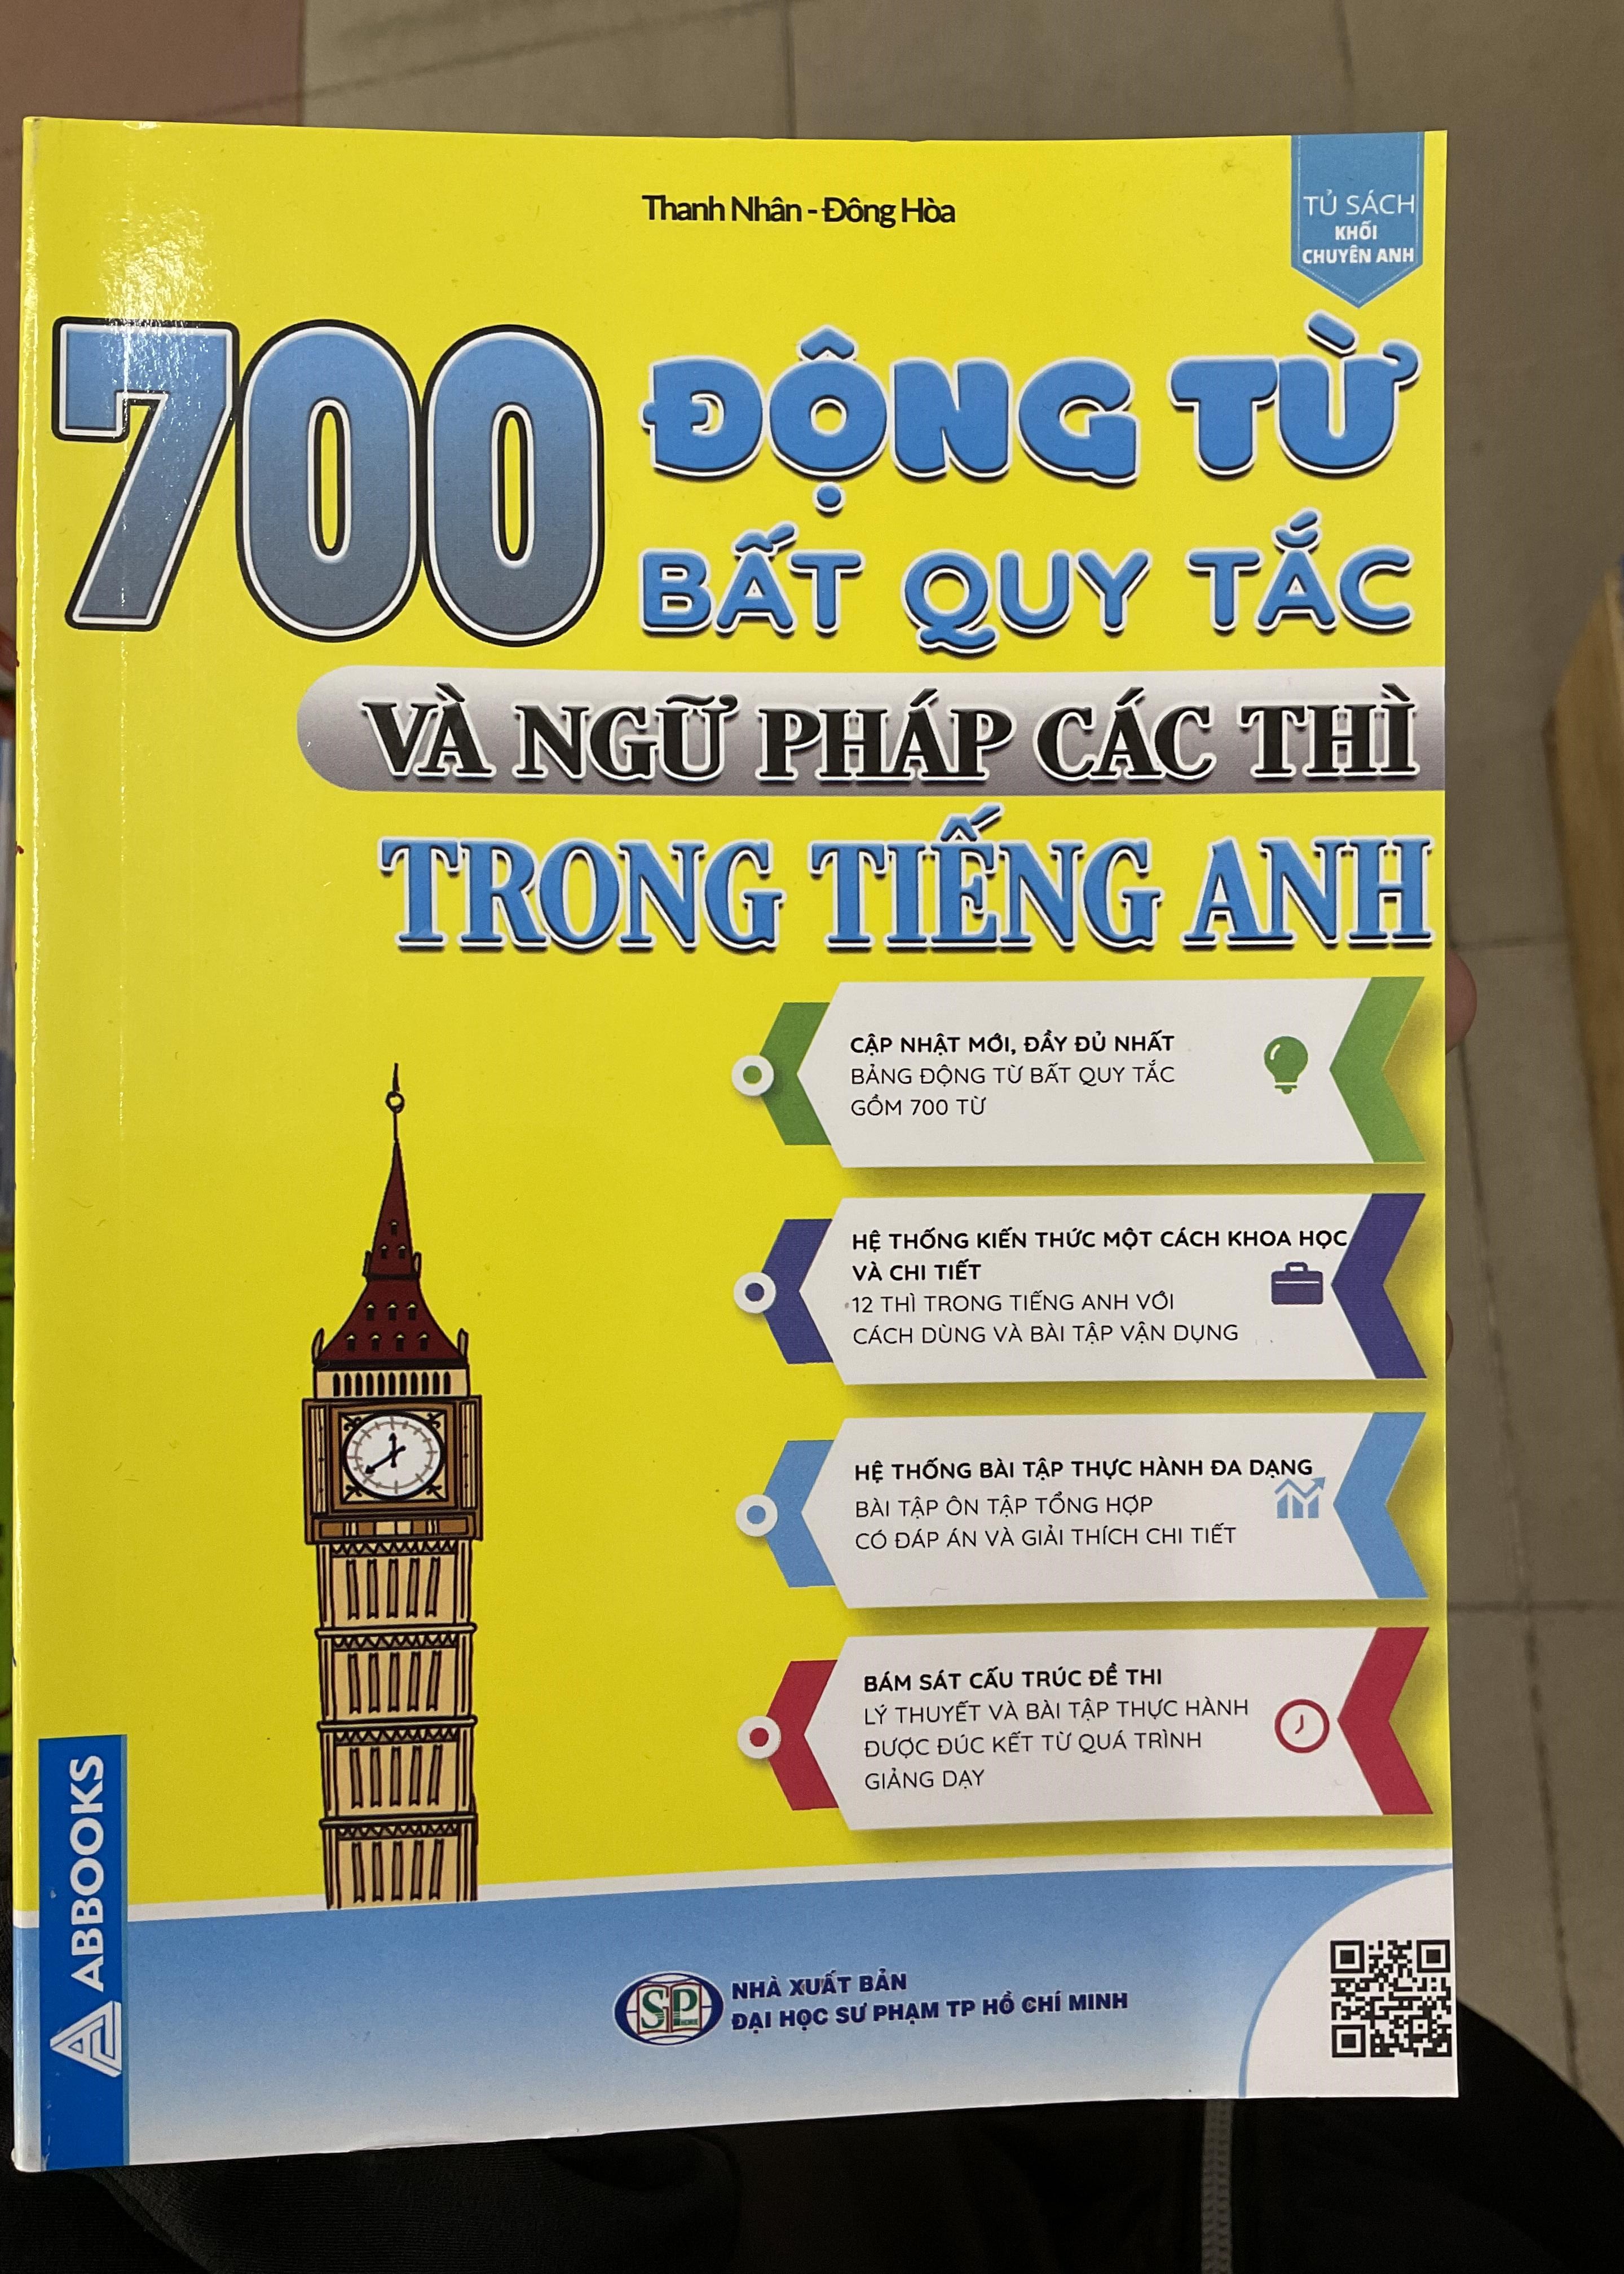 Thanh Nhân - Đông Hòa
TỦ SÁCH
KHỐI
CHUYÊN ANH
700 ĐỘNG TỪ
BẤT QUY TẮC
VÀ NGỮ PHÁP CÁC THÌ
TRONG TIẾNG ANH
CẬP NHẬT MỚI, ĐẦY ĐỦ NHẤT
BẢNG ĐỘNG TỪ BẤT QUY TẮC
GỒM 700 TỪ
HỆ THỐNG KIẾN THỨC MỘT CÁCH KHOA HỌC
VÀ CHI TIẾT
12 THÌ TRONG TIẾNG ANH VỚI
CÁCH DÙNG VÀ BÀI TẬP VẬN DỤNG
HỆ THỐNG BÀI TẬP THỰC HÀNH ĐA DẠNG
BÀI TẬP ÔN TẬP TỔNG HỢP
CÓ ĐÁP ÁN VÀ GIẢI THÍCH CHI TIẾT
BÁM SÁT CẤU TRÚC ĐỀ THI
LÝ THUYẾT VÀ BÀI TẬP THỰC HÀNH
ĐƯỢC ĐÚC KẾT TỪ QUÁ TRÌNH
GIẢNG DẠY
ABBOOKS
SP
NHÀ XUẤT BẢN
ĐẠI HỌC SƯ PHẠM TP HỒ CHÍ MINH